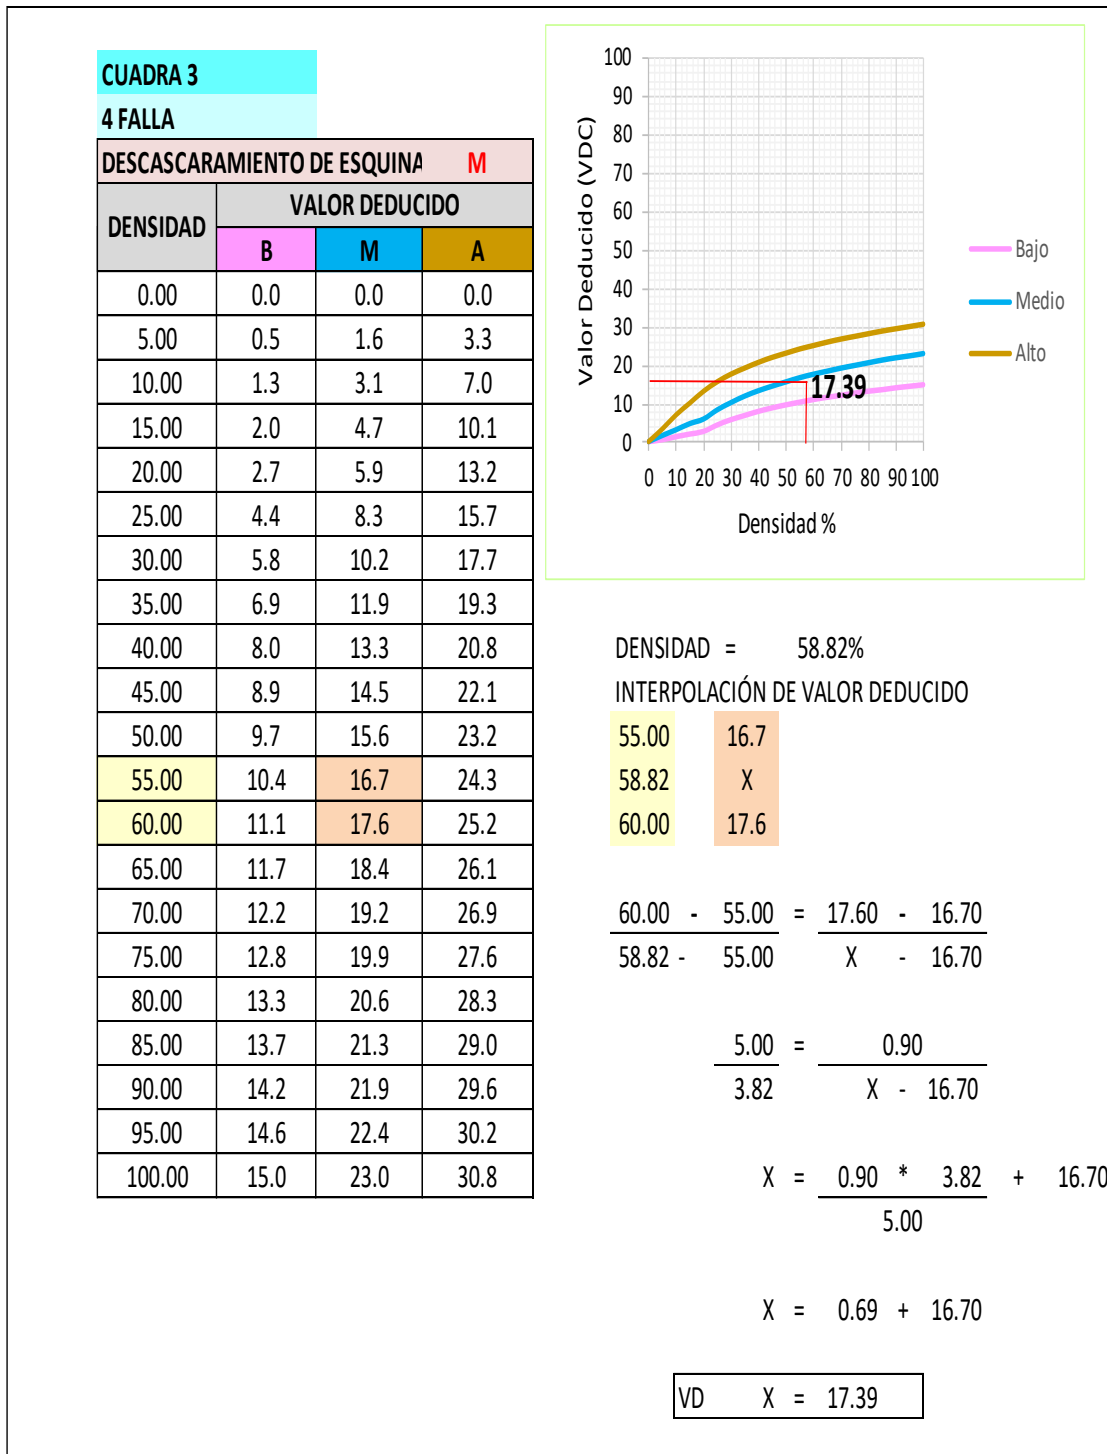 CUADRA 3
4 FALLA
DESCASCARAMIENTO DE ESQUINA M
DENSIDAD VALOR DEDUCIDO
B M A
0.00 0.0 0.0 0.0
5.00 0.5 1.6 3.3
10.00 1.3 3.1 7.0
15.00 2.0 4.7 10.1
20.00 2.7 5.9 13.2
25.00 4.4 8.3 15.7
30.00 5.8 10.2 17.7
35.00 6.9 11.9 19.3
40.00 8.0 13.3 20.8
45.00 8.9 14.5 22.1
50.00 9.7 15.6 23.2
55.00 10.4 16.7 24.3
60.00 11.1 17.6 25.2
65.00 11.7 18.4 26.1
70.00 12.2 19.2 26.9
75.00 12.8 19.9 27.6
80.00 13.3 20.6 28.3
85.00 13.7 21.3 29.0
90.00 14.2 21.9 29.6
95.00 14.6 22.4 30.2
100.00 15.0 23.0 30.8
Valor Deducido (VDC)
100
90
80
70
60
50
40
30
20
10
0
17.39
0 10 20 30 40 50 60 70 80 90 100
Densidad %
Bajo
Medio
Alto
DENSIDAD = 58.82%
INTERPOLACIÓN DE VALOR DEDUCIDO
55.00 16.7
58.82 X
60.00 17.6
60.00 - 55.00 = 17.60 - 16.70
58.82 - 55.00 X - 16.70
5.00 = 0.90
3.82 X - 16.70
X = 0.90 * 3.82 + 16.70
5.00
X = 0.69 + 16.70
VD X = 17.39